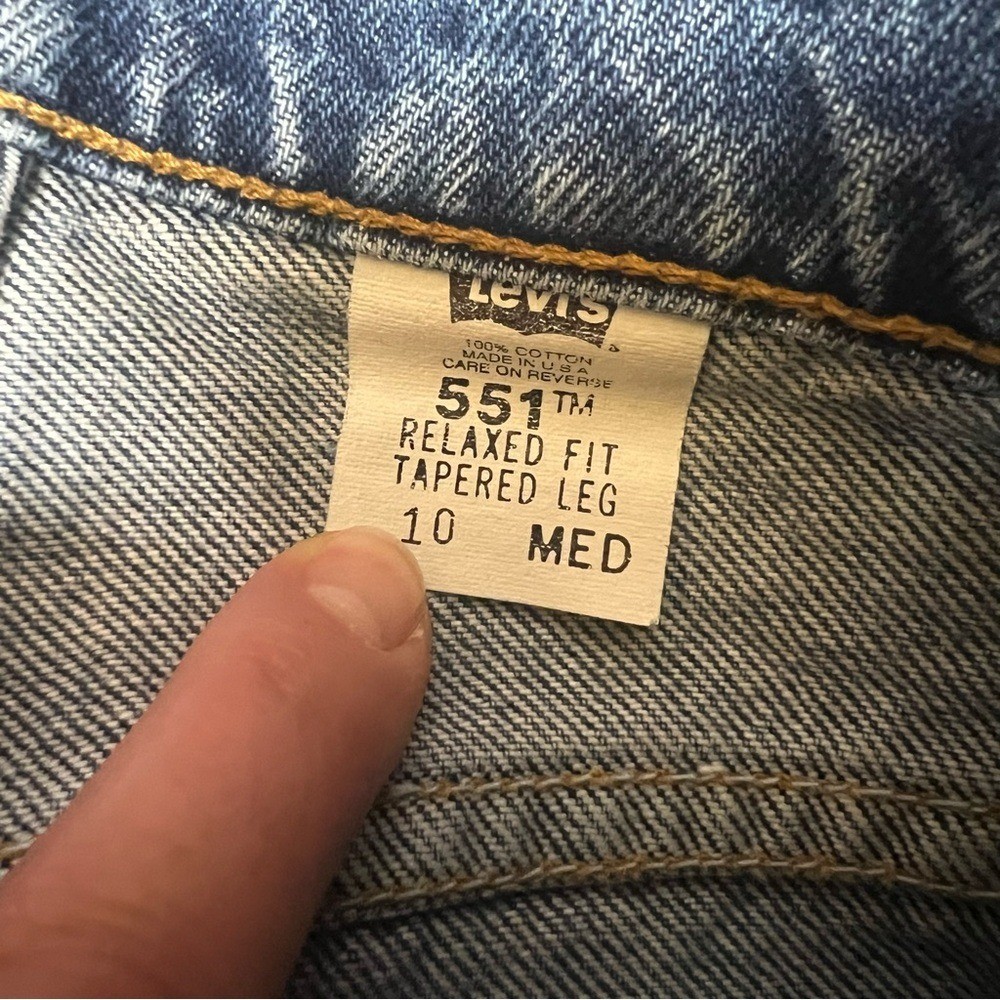 Levi's
100% COTTON
MADE IN U S A
CARE ON REVERSE
551™
RELAXED FIT
TAPERED LEG
10 MED